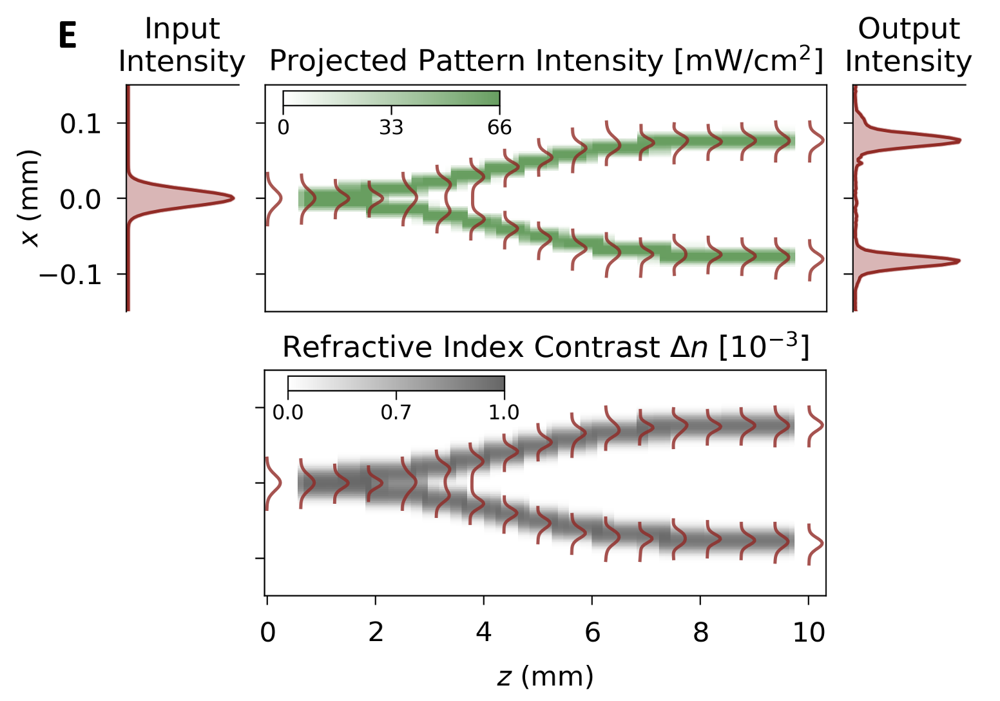 E
Input
Intensity
Projected Pattern Intensity [mW/cm²]
Output
Intensity
0 33 66
0.1
0.0
−0.1
x (mm)
Refractive Index Contrast Δn [10⁻³]
0.0 0.7 1.0
0 2 4 6 8 10
z (mm)